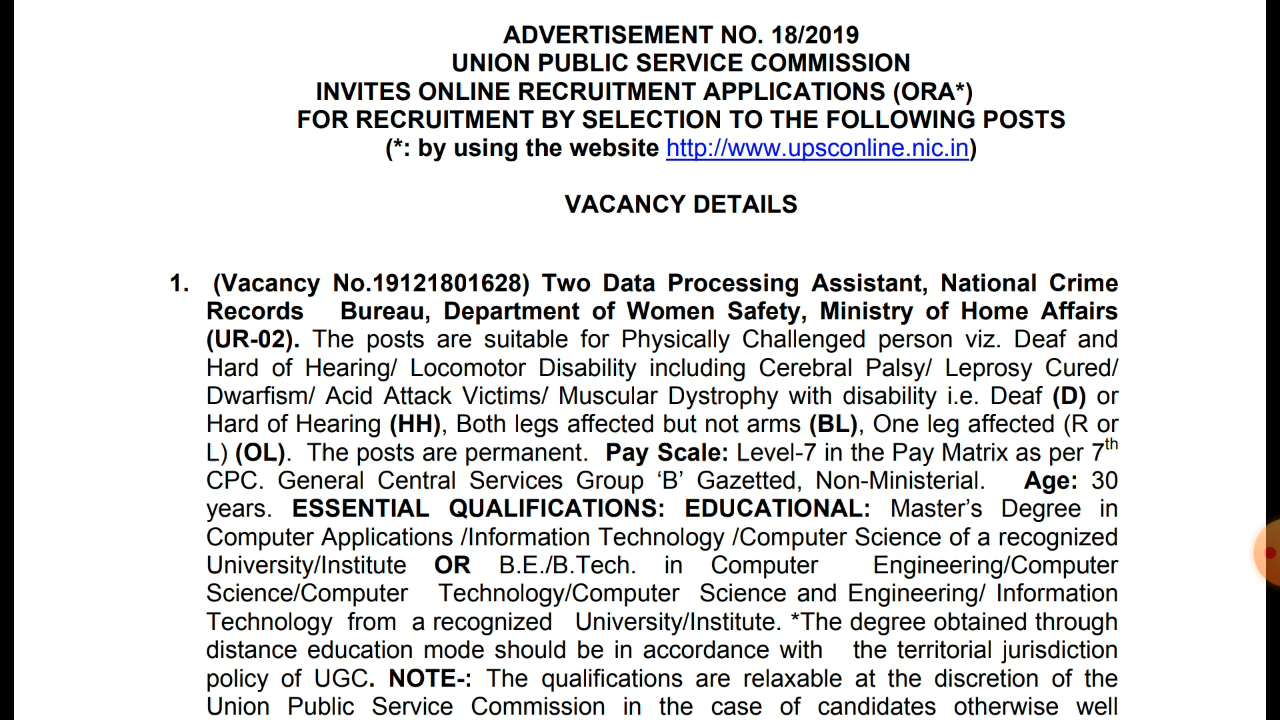 ADVERTISEMENT NO. 18/2019
UNION PUBLIC SERVICE COMMISSION
INVITES ONLINE RECRUITMENT APPLICATIONS (ORA*)
FOR RECRUITMENT BY SELECTION TO THE FOLLOWING POSTS
(*: by using the website http://www.upsconline.nic.in)
VACANCY DETAILS
1. (Vacancy No.19121801628) Two Data Processing Assistant, National Crime
Records Bureau, Department of Women Safety, Ministry of Home Affairs
(UR-02). The posts are suitable for Physically Challenged person viz. Deaf and
Hard of Hearing/ Locomotor Disability including Cerebral Palsy/ Leprosy Cured/
Dwarfism/ Acid Attack Victims/ Muscular Dystrophy with disability i.e. Deaf (D) or
Hard of Hearing (HH), Both legs affected but not arms (BL), One leg affected (R or
L) (OL). The posts are permanent. Pay Scale: Level-7 in the Pay Matrix as per 7th
CPC. General Central Services Group ‘B’ Gazetted, Non-Ministerial. Age: 30
years. ESSENTIAL QUALIFICATIONS: EDUCATIONAL: Master’s Degree in
Computer Applications /Information Technology /Computer Science of a recognized
University/Institute OR B.E./B.Tech. in Computer Engineering/Computer
Science/Computer Technology/Computer Science and Engineering/ Information
Technology from a recognized University/Institute. *The degree obtained through
distance education mode should be in accordance with the territorial jurisdiction
policy of UGC. NOTE-: The qualifications are relaxable at the discretion of the
Union Public Service Commission in the case of candidates otherwise well